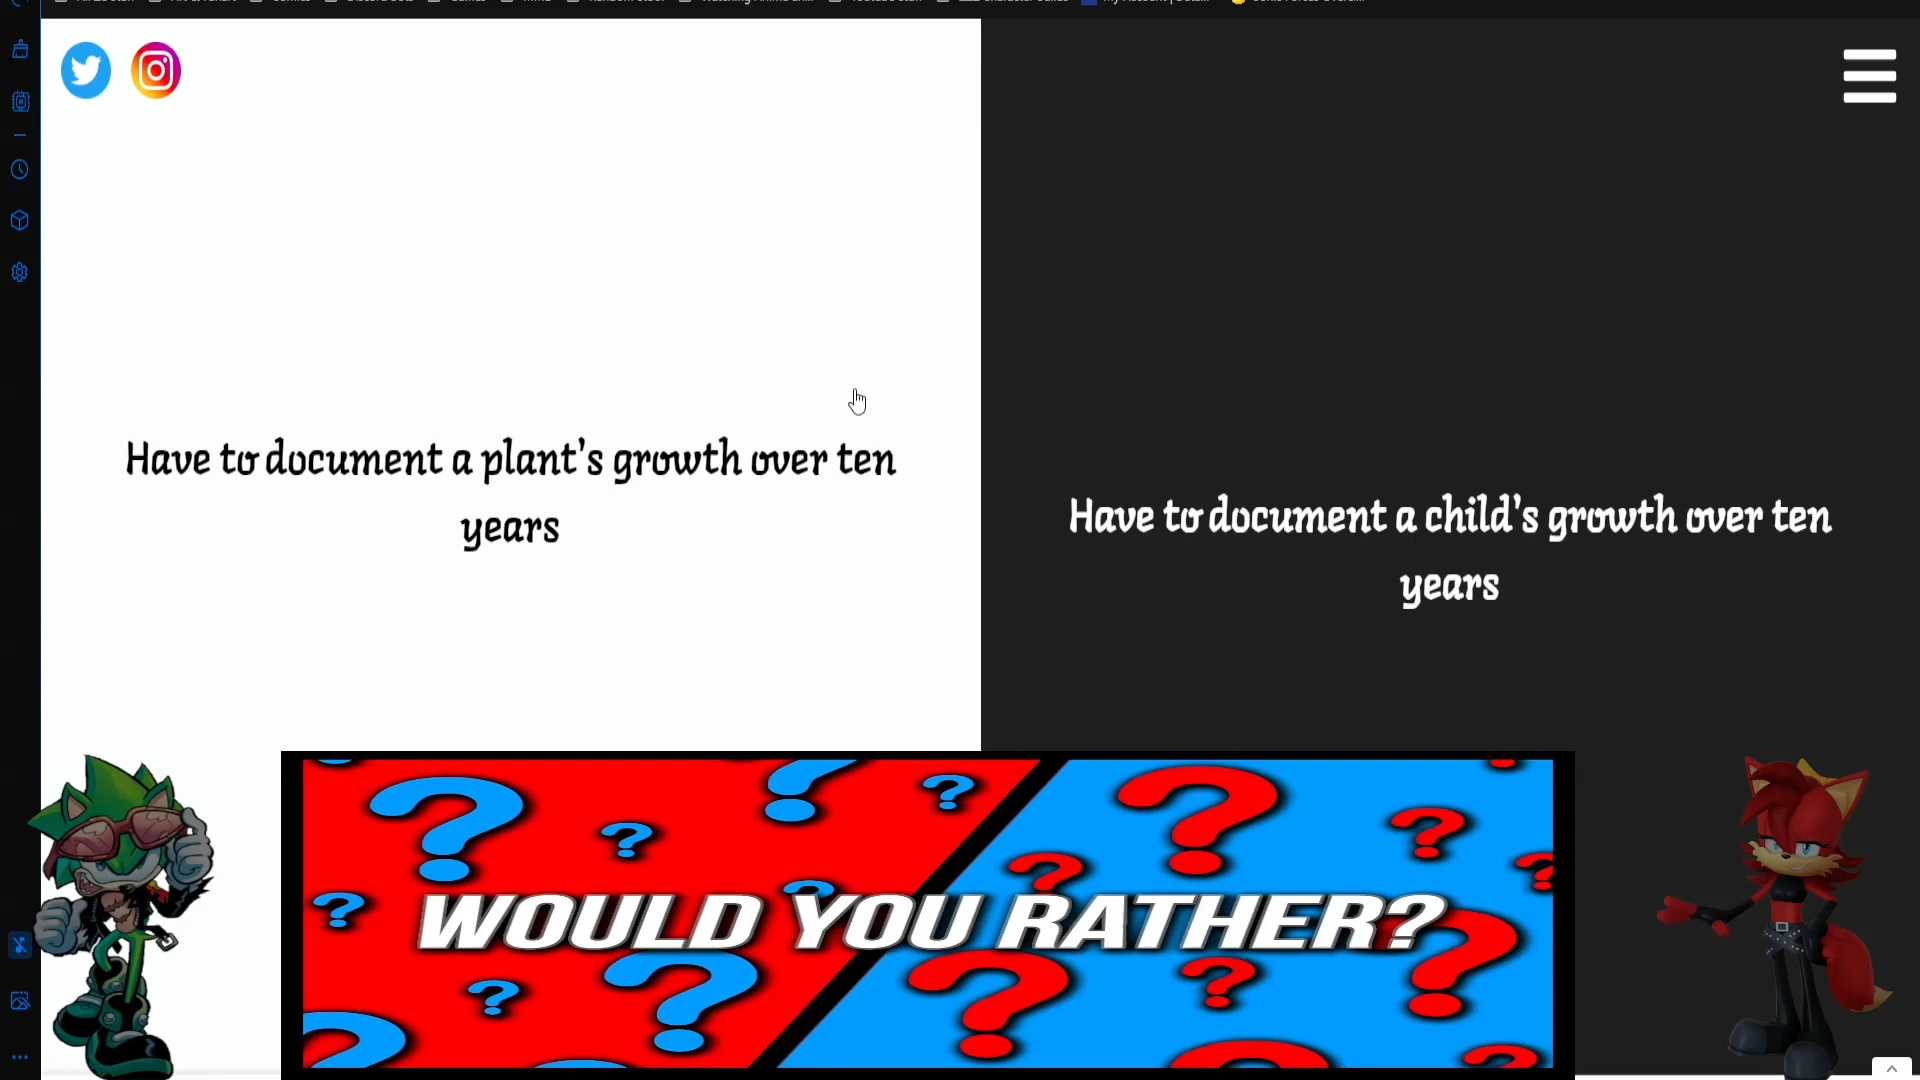 Have to document a plant's growth over ten
years
Have to document a child's growth over ten
years
WOULD YOU RATHER?